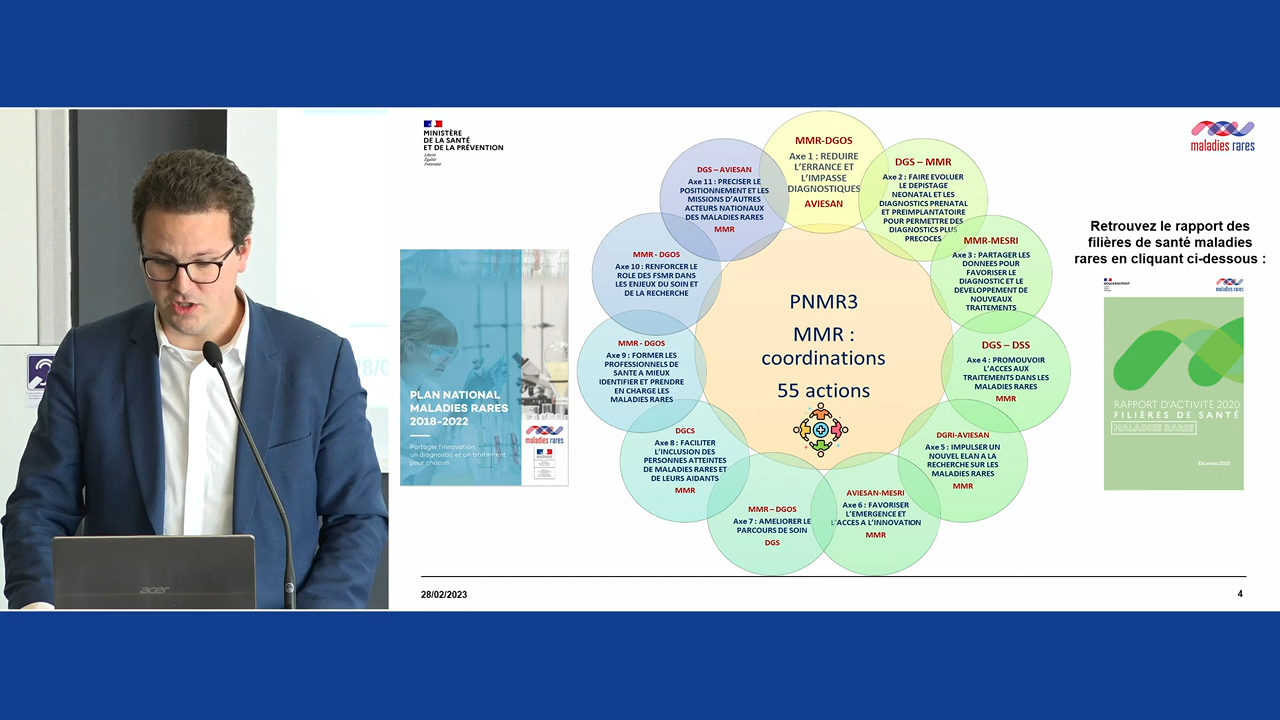 MINISTÈRE
DE LA SANTÉ
ET DE LA PRÉVENTION
Liberté
Égalité
Fraternité
maladies rares
PLAN NATIONAL
MALADIES RARES
2018-2022
Partager l'innovation,
un diagnostic et un traitement
pour chacun
maladies rares
MMR-DGOS
Axe 1 : REDUIRE
L'ERRANCE ET
L'IMPASSE
DIAGNOSTIQUES
AVIESAN
DGS – MMR
Axe 2 : FAIRE EVOLUER
LE DEPISTAGE
NEONATAL ET LES
DIAGNOSTICS PRENATAL
ET PREIMPLANTATOIRE
POUR PERMETTRE DES
DIAGNOSTICS PLUS
PRECOCES
MMR-MESRI
Axe 3 : PARTAGER LES
DONNEES POUR
FAVORISER LE
DIAGNOSTIC ET LE
DEVELOPPEMENT DE
NOUVEAUX
TRAITEMENTS
DGS – DSS
Axe 4 : PROMOUVOIR
L'ACCES AUX
TRAITEMENTS DANS LES
MALADIES RARES
MMR
DGRI-AVIESAN
Axe 5 : IMPULSER UN
NOUVEL ELAN A LA
RECHERCHE SUR LES
MALADIES RARES
MMR
AVIESAN-MESRI
Axe 6 : FAVORISER
L'EMERGENCE ET
L'ACCES A L'INNOVATION
MMR
MMR – DGOS
Axe 7 : AMELIORER LE
PARCOURS DE SOIN
DGS
DGCS
Axe 8 : FACILITER
L'INCLUSION DES
PERSONNES ATTEINTES
DE MALADIES RARES ET
DE LEURS AIDANTS
MMR
MMR - DGOS
Axe 9 : FORMER LES
PROFESSIONNELS DE
SANTE A MIEUX
IDENTIFIER ET PRENDRE
EN CHARGE LES
MALADIES RARES
MMR - DGOS
Axe 10 : RENFORCER LE
ROLE DES FSMR DANS
LES ENJEUX DU SOIN ET
DE LA RECHERCHE
DGS – AVIESAN
Axe 11 : PRECISER LE
POSITIONNEMENT ET LES
MISSIONS D'AUTRES
ACTEURS NATIONAUX
DES MALADIES RARES
MMR
PNMR3
MMR :
coordinations
55 actions
Retrouvez le rapport des
filières de santé maladies
rares en cliquant ci-dessous :
GOUVERNEMENT
maladies rares
RAPPORT D'ACTIVITÉ 2020
FILIÈRES DE SANTÉ
MALADIES RARES
28/02/2023
4
acer